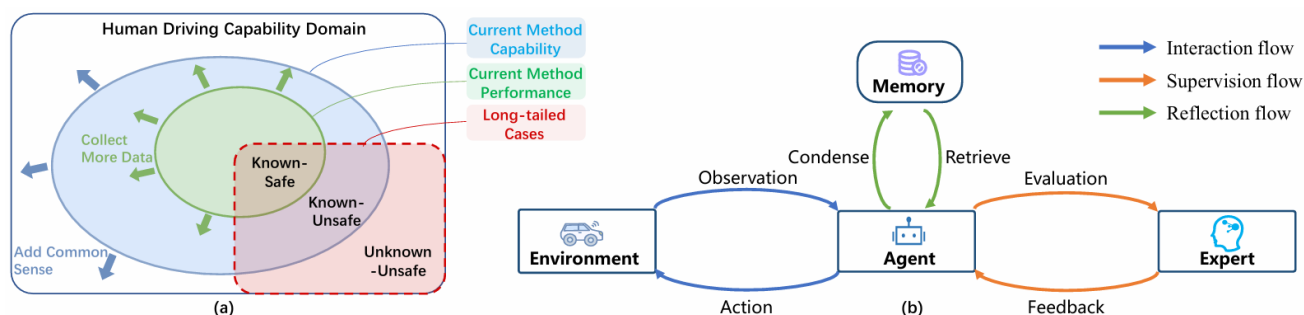 Human Driving Capability Domain
Current Method
Capability
Current Method
Performance
Long-tailed
Cases
Collect
More Data
Known-
Safe
Known-
Unsafe
Unknown
-Unsafe
Add Common
Sense
(a)
Memory
Condense
Retrieve
Observation
Evaluation
Environment
Agent
Expert
Action
(b)
Feedback
Interaction flow
Supervision flow
Reflection flow